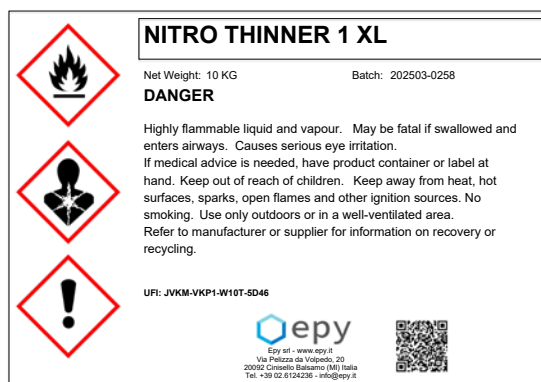 NITRO THINNER 1 XL
Net Weight: 10 KG Batch: 202503-0258
DANGER
Highly flammable liquid and vapour. May be fatal if swallowed and
enters airways. Causes serious eye irritation.
If medical advice is needed, have product container or label at
hand. Keep out of reach of children. Keep away from heat, hot
surfaces, sparks, open flames and other ignition sources. No
smoking. Use only outdoors or in a well-ventilated area.
Refer to manufacturer or supplier for information on recovery or
recycling.
UFI: JVKM-VKP1-W10T-5D46
epy
Epy srl - www.epy.it
Via Pelizza da Volpedo, 20
20092 Cinisello Balsamo (MI) Italia
Tel. +39 02.6124236 - info@epy.it